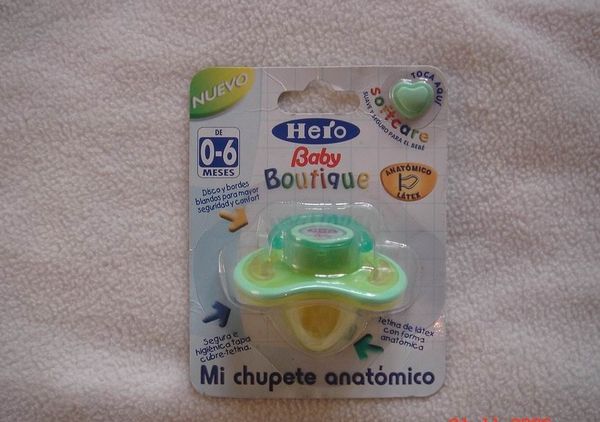 NUEVO
TOCA AQUÍ
softcare
SUAVE Y SEGURO PARA EL BEBÉ
Hero
Baby
Boutique
DE
0-6
MESES
ANATÓMICO
LÁTEX
Disco y bordes
blandos para mayor
seguridad y confort
Segura e
higiénica tapa
cubre-tetina.
Tetina de látex
con forma
anatómica
Mi chupete anatómico